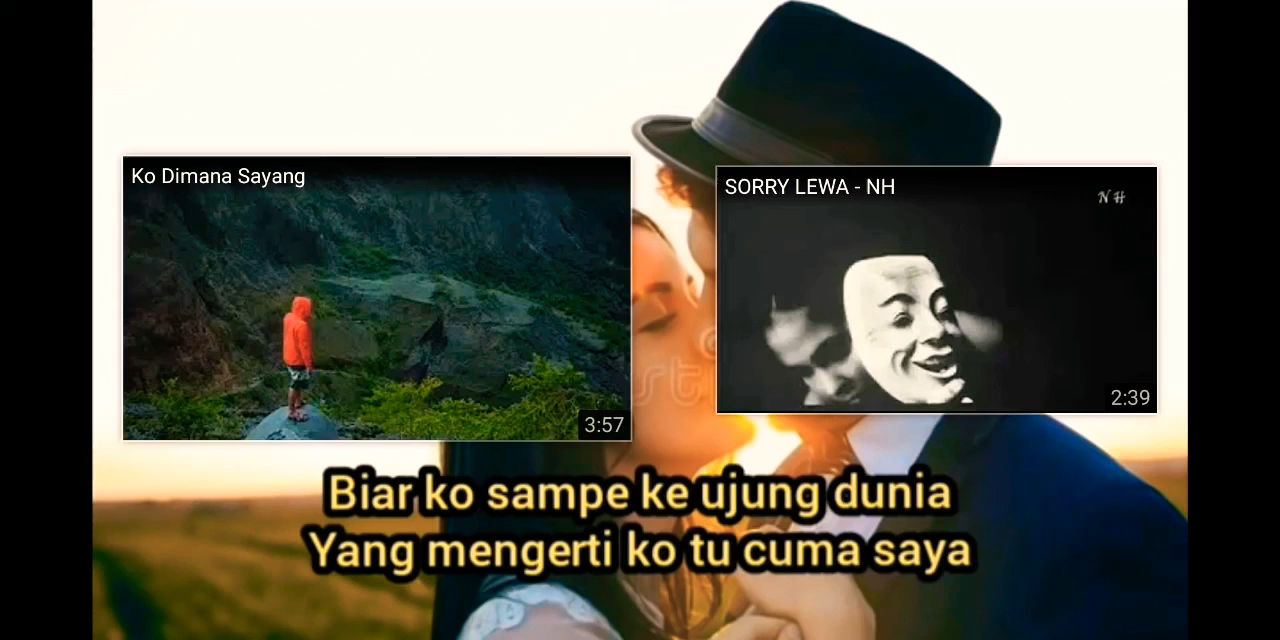 Ko Dimana Sayang
3:57
SORRY LEWA - NH
NH
2:39
Biar ko sampe ke ujung dunia
Yang mengerti ko tu cuma saya